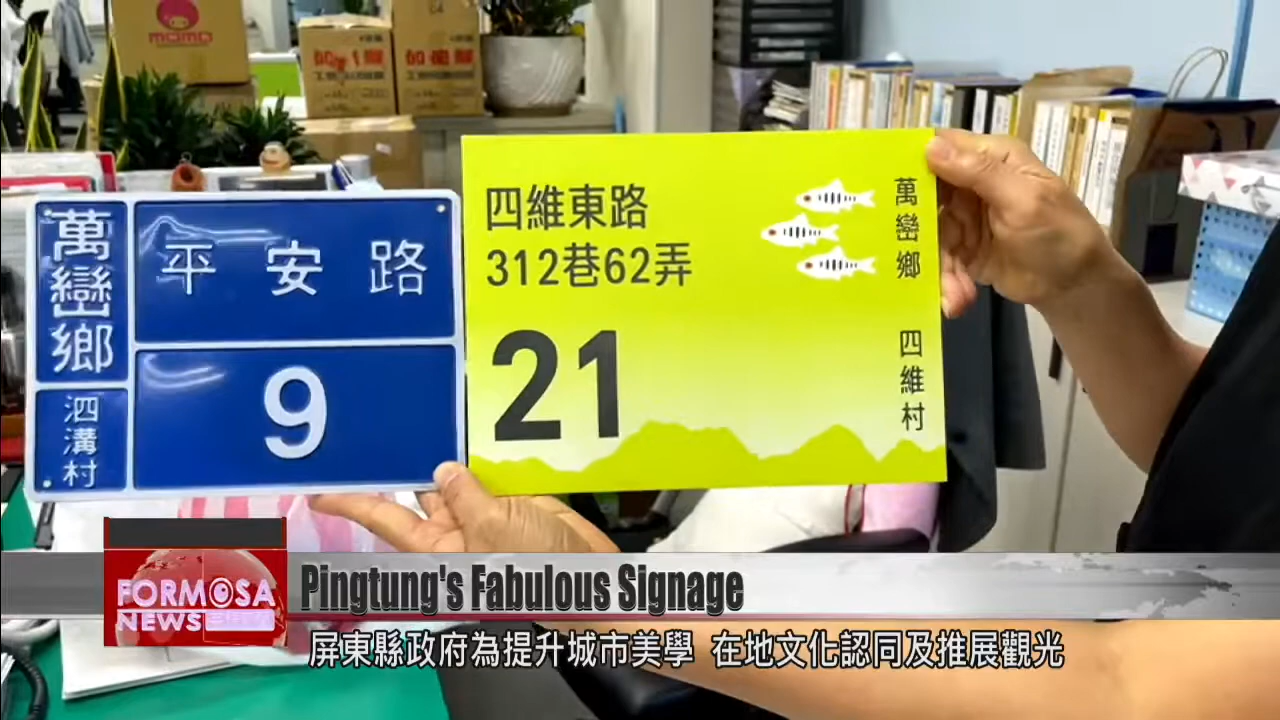 momo
萬巒鄉
泗溝村
平安路
9
四維東路
312巷62弄
21
萬巒鄉
四維村
FORMOSA
NEWS
Pingtung's Fabulous Signage
屏東縣政府為提升城市美學 在地文化認同及推展觀光